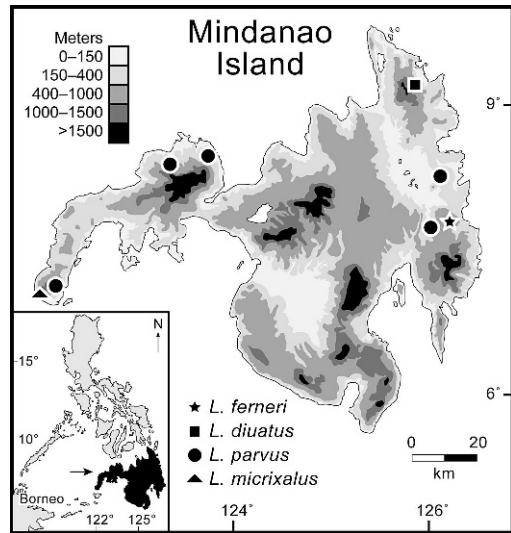 Mindanao
Island
Meters
0–150
150–400
400–1000
1000–1500
>1500
9°
6°
N
15°
10°
Borneo
122°
125°
L. ferneri
L. diuatus
L. parvus
L. micrixalus
0 20
km
124°
126°